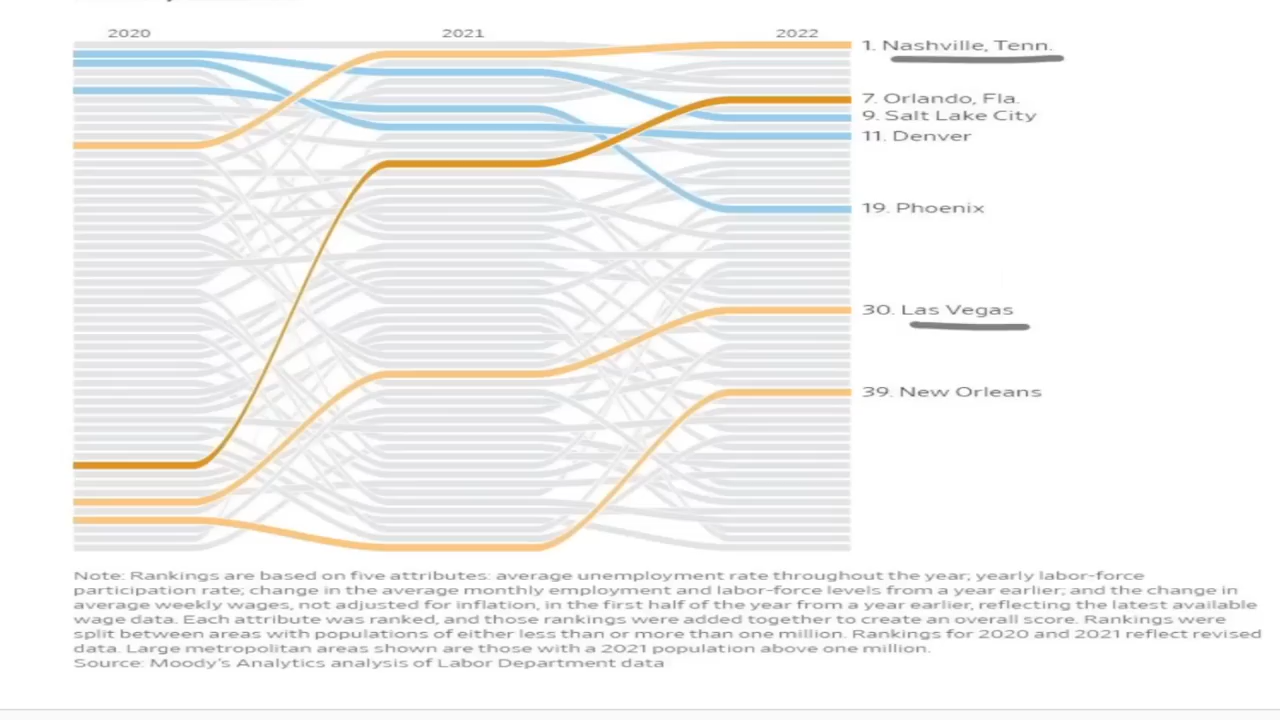 2020 2021 2022
1. Nashville, Tenn.
7. Orlando, Fla.
9. Salt Lake City
11. Denver
19. Phoenix
30. Las Vegas
39. New Orleans
Note: Rankings are based on five attributes: average unemployment rate throughout the year; yearly labor-force
participation rate; change in the average monthly employment and labor-force levels from a year earlier; and the change in
average weekly wages, not adjusted for inflation, in the first half of the year from a year earlier, reflecting the latest available
wage data. Each attribute was ranked, and those rankings were added together to create an overall score. Rankings were
split between areas with populations of either less than or more than one million. Rankings for 2020 and 2021 reflect revised
data. Large metropolitan areas shown are those with a 2021 population above one million.
Source: Moody's Analytics analysis of Labor Department data